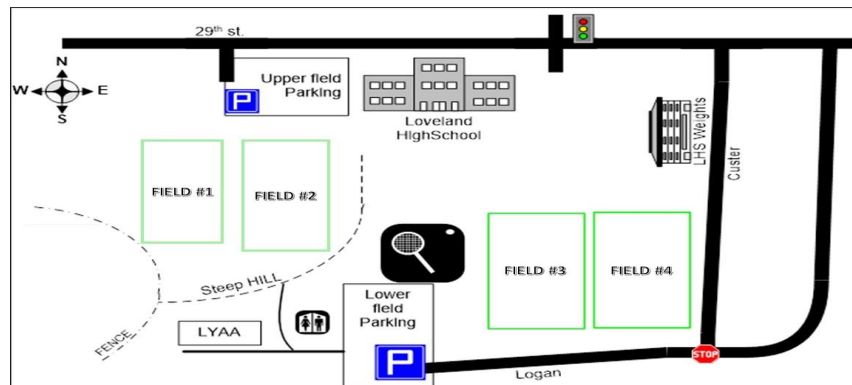 29th st.
N
W
E
S
Upper field
Parking
P
Loveland
HighSchool
LHS Weights
Custer
FIELD #1
FIELD #2
FIELD #3
FIELD #4
Steep HILL
Lower
field
Parking
P
LYAA
FENCE
STOP
Logan